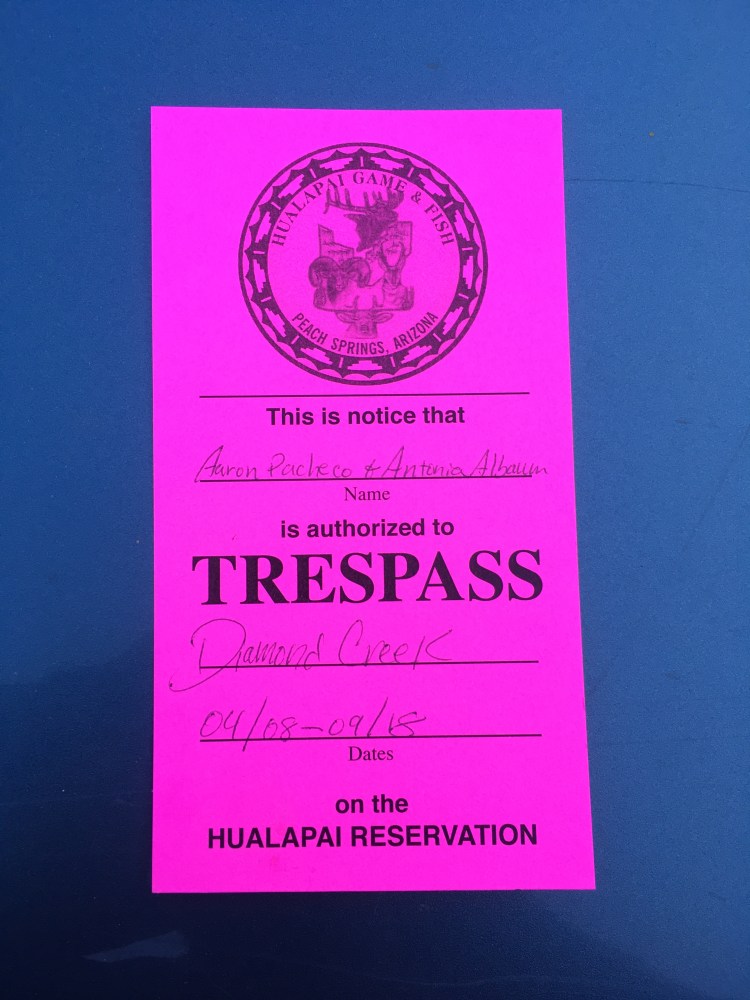 HUALAPAI GAME & FISH
PEACH SPRINGS, ARIZONA
This is notice that
Aaron Pacheco & Antonia Albaum
Name
is authorized to
TRESPASS
Diamond Creek
04/08-09/18
Dates
on the
HUALAPAI RESERVATION